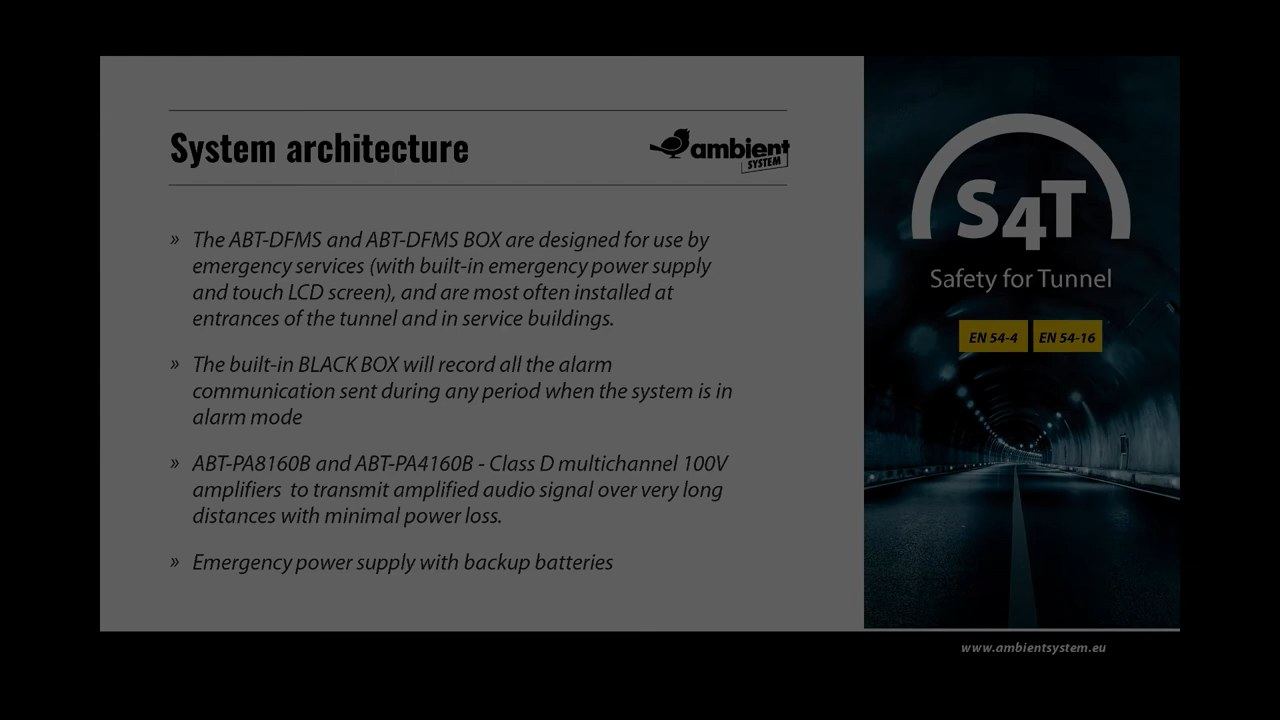 System architecture
ambient
SYSTEM
» The ABT-DFMS and ABT-DFMS BOX are designed for use by
emergency services (with built-in emergency power supply
and touch LCD screen), and are most often installed at
entrances of the tunnel and in service buildings.
» The built-in BLACK BOX will record all the alarm
communication sent during any period when the system is in
alarm mode
» ABT-PA8160B and ABT-PA4160B - Class D multichannel 100V
amplifiers to transmit amplified audio signal over very long
distances with minimal power loss.
» Emergency power supply with backup batteries
S4T
Safety for Tunnel
EN 54-4 EN 54-16
www.ambientsystem.eu